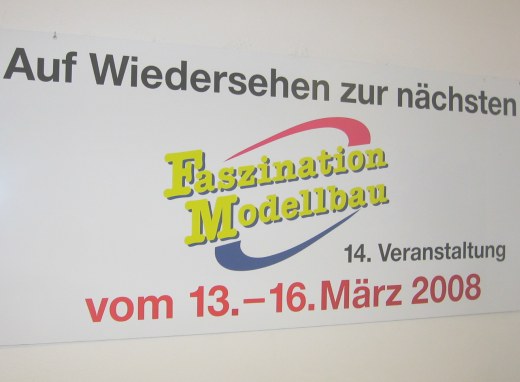 Auf Wiedersehen zur nächsten
Faszination
Modellbau
14. Veranstaltung
vom 13.–16. März 2008